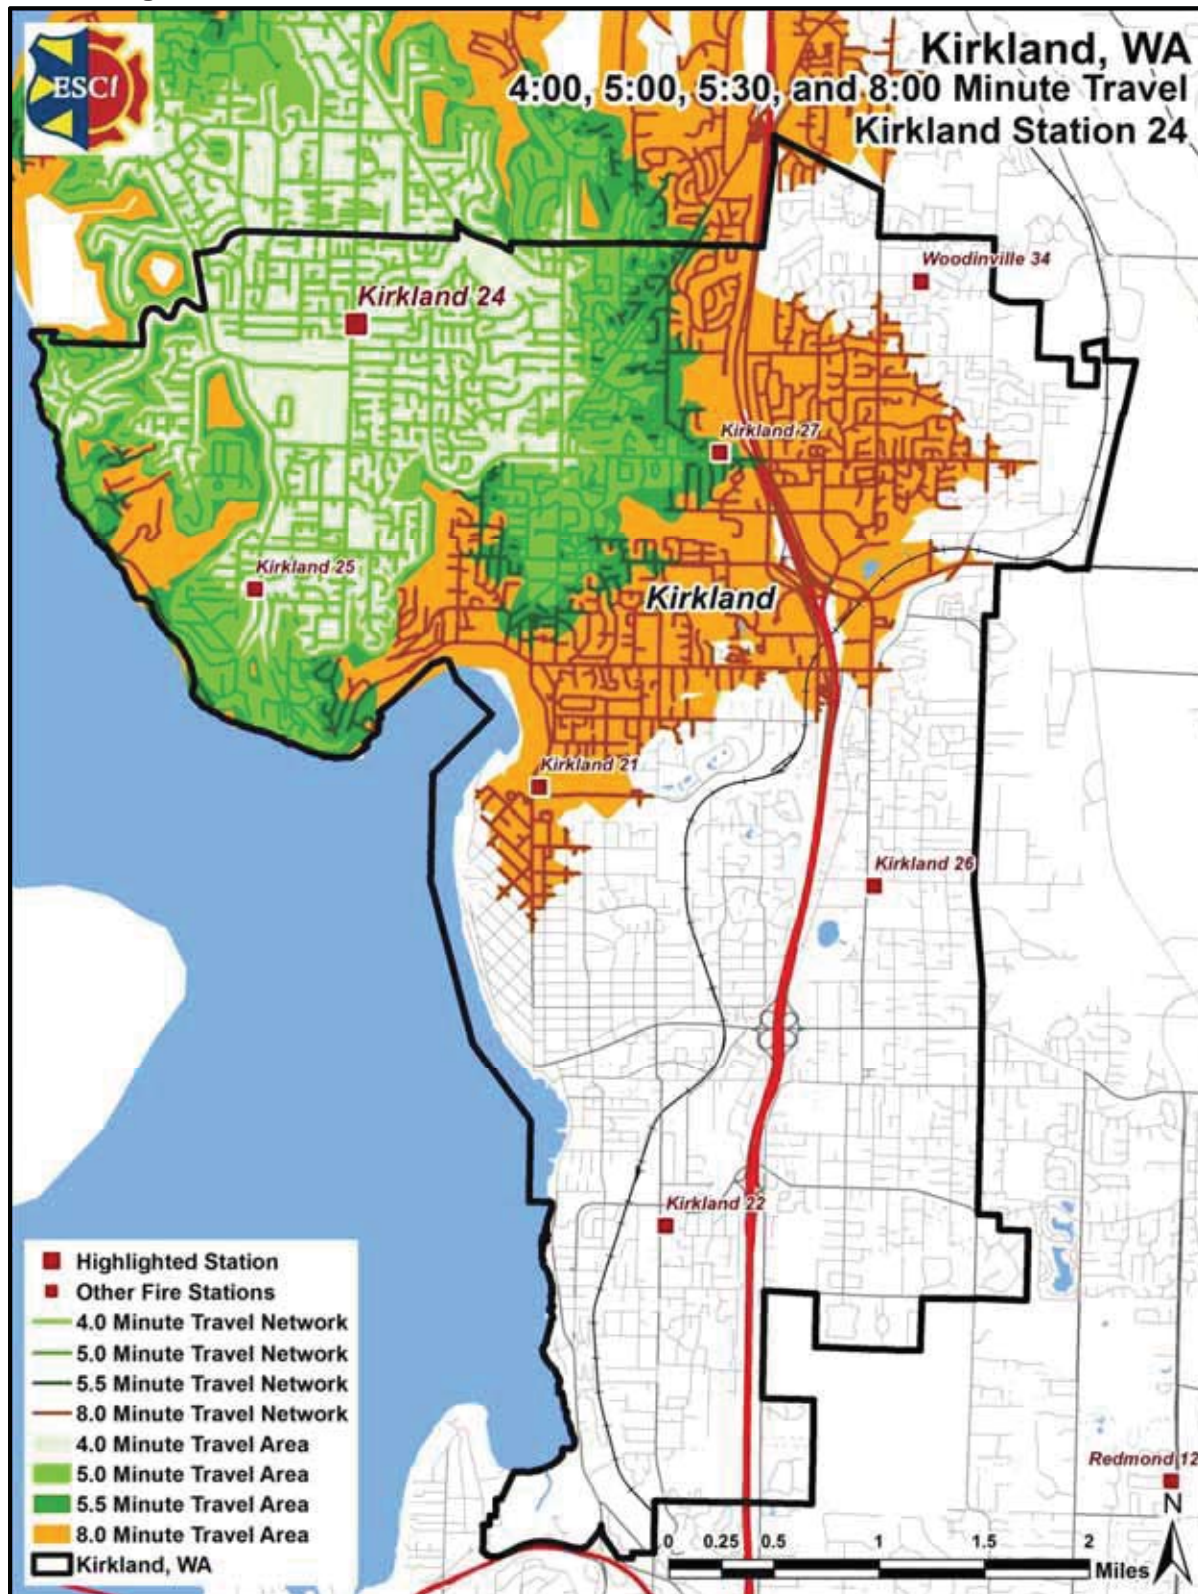 Kirkland, WA
4:00, 5:00, 5:30, and 8:00 Minute Travel
Kirkland Station 24
ESCI
Woodinville 34
Kirkland 24
Kirkland 27
Kirkland 25
Kirkland
Kirkland 21
Kirkland 26
Kirkland 22
Highlighted Station
Other Fire Stations
4.0 Minute Travel Network
5.0 Minute Travel Network
5.5 Minute Travel Network
8.0 Minute Travel Network
4.0 Minute Travel Area
5.0 Minute Travel Area
5.5 Minute Travel Area
8.0 Minute Travel Area
Kirkland, WA
Redmond 12
N
0 0.25 0.5 1 1.5 2
Miles